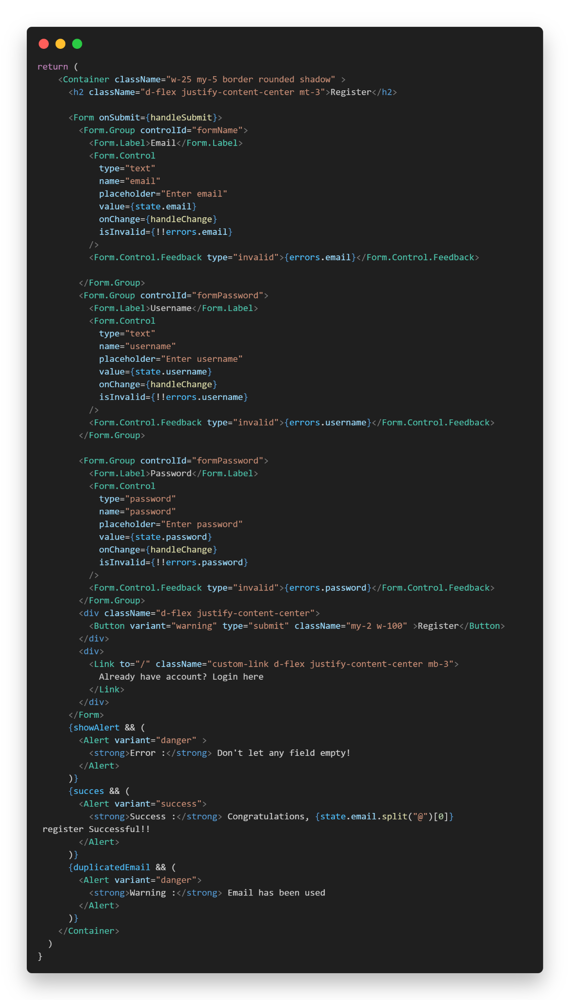 return (
    <Container className="w-25 my-5 border rounded shadow" >
      <h2 className="d-flex justify-content-center mt-3">Register</h2>

      <Form onSubmit={handleSubmit}>
        <Form.Group controlId="formName">
          <Form.Label>Email</Form.Label>
          <Form.Control
            type="text"
            name="email"
            placeholder="Enter email"
            value={state.email}
            onChange={handleChange}
            isInvalid={!!errors.email}
          />
          <Form.Control.Feedback type="invalid">{errors.email}</Form.Control.Feedback>

        </Form.Group>
        <Form.Group controlId="formPassword">
          <Form.Label>Username</Form.Label>
          <Form.Control
            type="text"
            name="username"
            placeholder="Enter username"
            value={state.username}
            onChange={handleChange}
            isInvalid={!!errors.username}
          />
          <Form.Control.Feedback type="invalid">{errors.username}</Form.Control.Feedback>
        </Form.Group>

        <Form.Group controlId="formPassword">
          <Form.Label>Password</Form.Label>
          <Form.Control
            type="password"
            name="password"
            placeholder="Enter password"
            value={state.password}
            onChange={handleChange}
            isInvalid={!!errors.password}
          />
          <Form.Control.Feedback type="invalid">{errors.password}</Form.Control.Feedback>
        </Form.Group>
        <div className="d-flex justify-content-center">
          <Button variant="warning" type="submit" className="my-2 w-100" >Register</Button>
        </div>
        <div>
          <Link to="/" className="custom-link d-flex justify-content-center mb-3">
            Already have account? Login here
          </Link>
        </div>
      </Form>
      {showAlert && (
        <Alert variant="danger" >
          <strong>Error :</strong> Don't let any field empty!
        </Alert>
      )}
      {succes && (
        <Alert variant="success">
          <strong>Success :</strong> Congratulations, {state.email.split("@")[0]}
 register Successful!!
        </Alert>
      )}
      {duplicatedEmail && (
        <Alert variant="danger">
          <strong>Warning :</strong> Email has been used
        </Alert>
      )}
    </Container>
  )
}